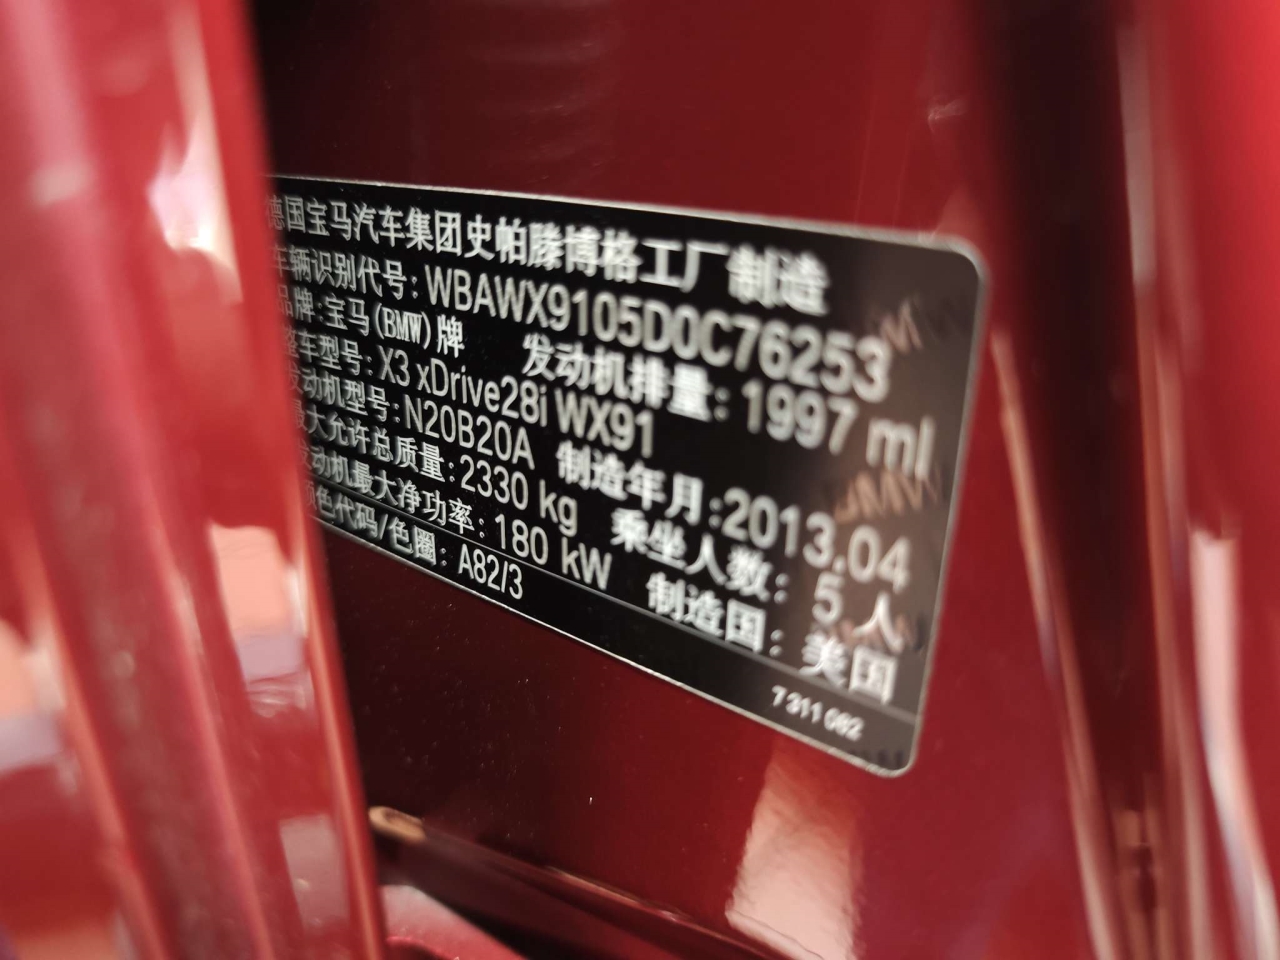 德国宝马汽车集团史帕滕博格工厂制造
车辆识别代号: WBAWX9105D0C76253
品牌:宝马(BMW)牌 发动机排量: 1997 ml
整车型号: X3 xDrive28i WX91
发动机型号: N20B20A 制造年月:2013.04
最大允许总质量: 2330 kg 乘坐人数: 5 人
发动机最大净功率: 180 kW 制造国: 美国
颜色代码/色圈: A82/3
7 311 062